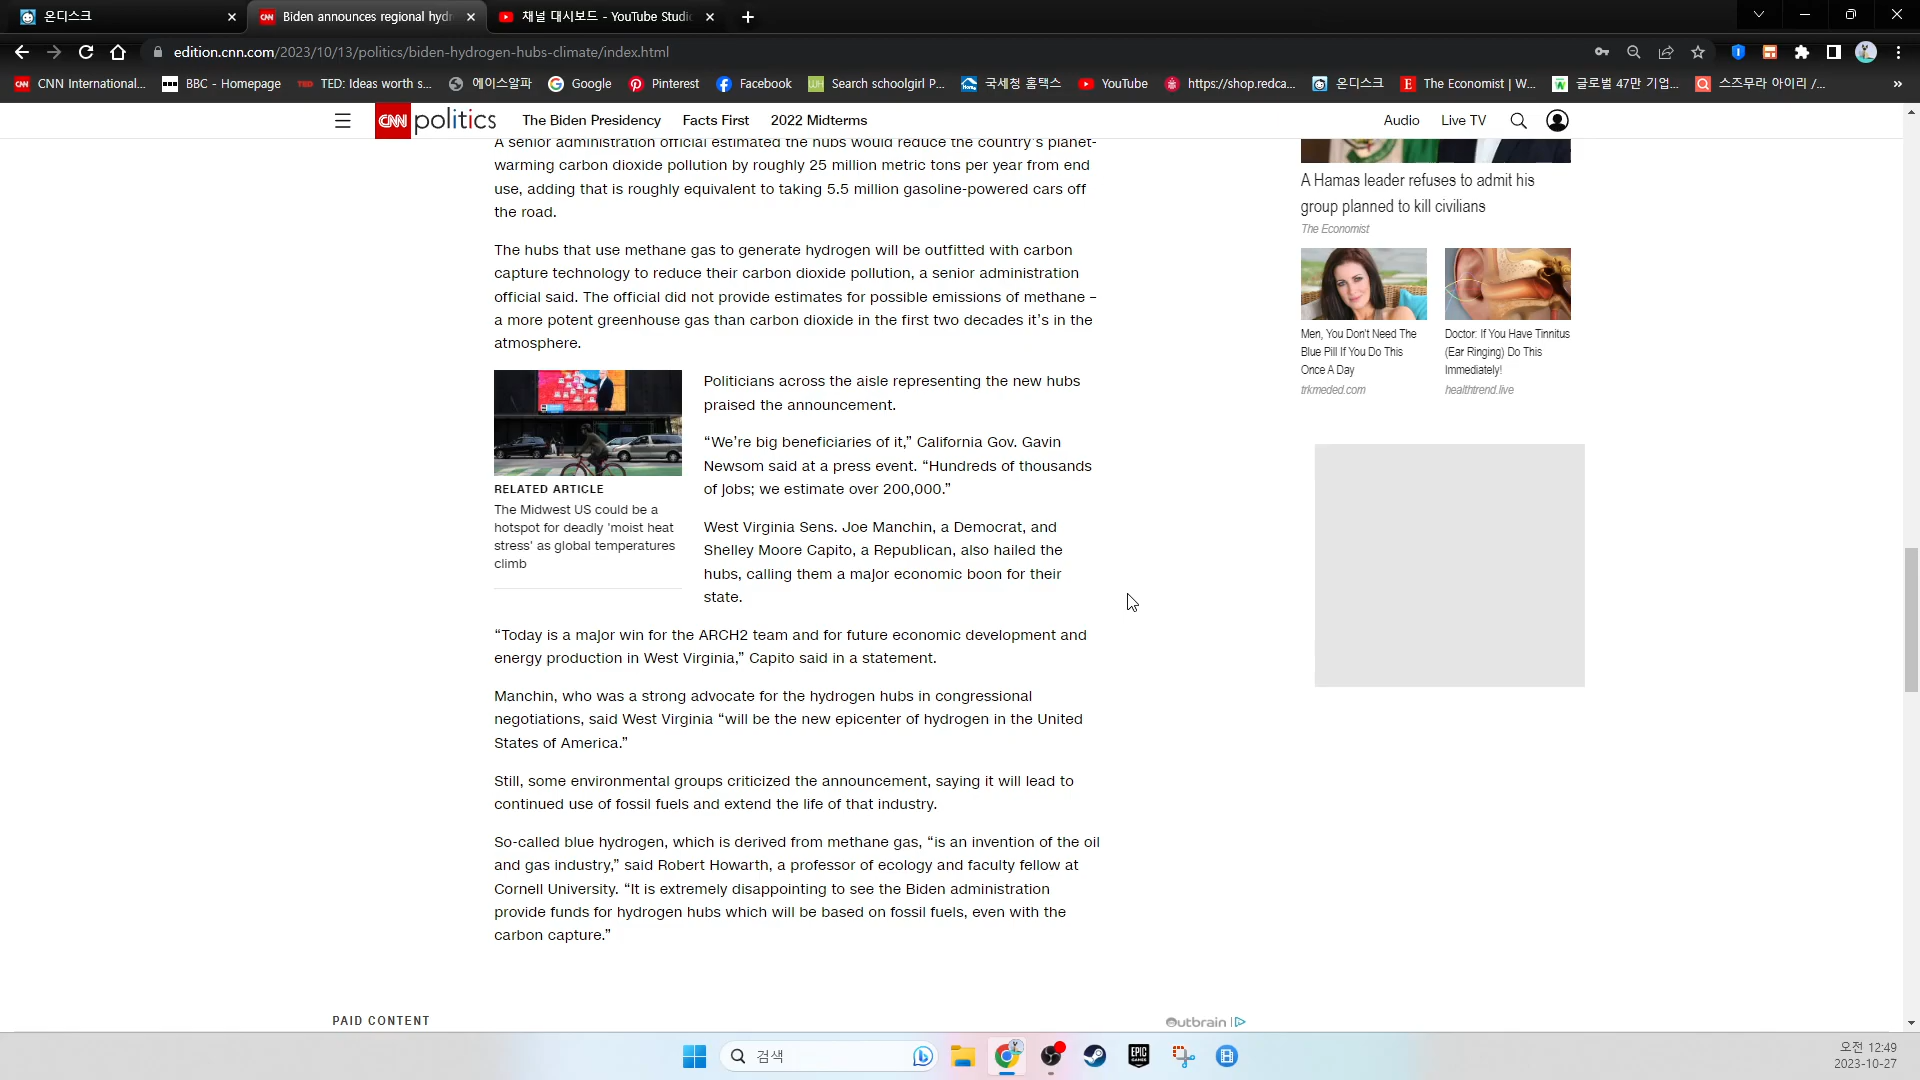 온디스크
Biden announces regional hydr
채널 대시보드 - YouTube Studi
edition.cnn.com/2023/10/13/politics/biden-hydrogen-hubs-climate/index.html
CNN International...
BBC - Homepage
TED: Ideas worth s...
에이스알파
Google
Pinterest
Facebook
Search schoolgirl P...
국세청 홈택스
YouTube
https://shop.redca...
온디스크
The Economist | W...
글로벌 47만 기업...
스즈무라 아이리 /...
»
CNN politics
The Biden Presidency
Facts First
2022 Midterms
Audio
Live TV
A senior administration official estimated the hubs would reduce the country's planet-
warming carbon dioxide pollution by roughly 25 million metric tons per year from end
use, adding that is roughly equivalent to taking 5.5 million gasoline-powered cars off
the road.
The hubs that use methane gas to generate hydrogen will be outfitted with carbon
capture technology to reduce their carbon dioxide pollution, a senior administration
official said. The official did not provide estimates for possible emissions of methane –
a more potent greenhouse gas than carbon dioxide in the first two decades it's in the
atmosphere.
RELATED ARTICLE
The Midwest US could be a
hotspot for deadly 'moist heat
stress' as global temperatures
climb
Politicians across the aisle representing the new hubs
praised the announcement.
“We're big beneficiaries of it,” California Gov. Gavin
Newsom said at a press event. “Hundreds of thousands
of jobs; we estimate over 200,000.”
West Virginia Sens. Joe Manchin, a Democrat, and
Shelley Moore Capito, a Republican, also hailed the
hubs, calling them a major economic boon for their
state.
“Today is a major win for the ARCH2 team and for future economic development and
energy production in West Virginia,” Capito said in a statement.
Manchin, who was a strong advocate for the hydrogen hubs in congressional
negotiations, said West Virginia “will be the new epicenter of hydrogen in the United
States of America.”
Still, some environmental groups criticized the announcement, saying it will lead to
continued use of fossil fuels and extend the life of that industry.
So-called blue hydrogen, which is derived from methane gas, “is an invention of the oil
and gas industry,” said Robert Howarth, a professor of ecology and faculty fellow at
Cornell University. “It is extremely disappointing to see the Biden administration
provide funds for hydrogen hubs which will be based on fossil fuels, even with the
carbon capture.”
A Hamas leader refuses to admit his
group planned to kill civilians
The Economist
Men, You Don't Need The
Blue Pill If You Do This
Once A Day
trkmeded.com
Doctor: If You Have Tinnitus
(Ear Ringing) Do This
Immediately!
healthtrend.live
PAID CONTENT
Outbrain
검색
EPIC
GAMES
오전 12:49
2023-10-27